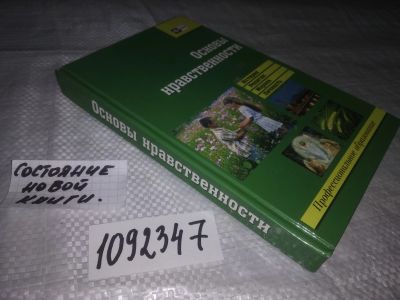 Основы
нравственности
Профессиональное образование
Основы нравственности
СОСТОЯНИЕ
НОВОЙ
КНИГИ.
1092347